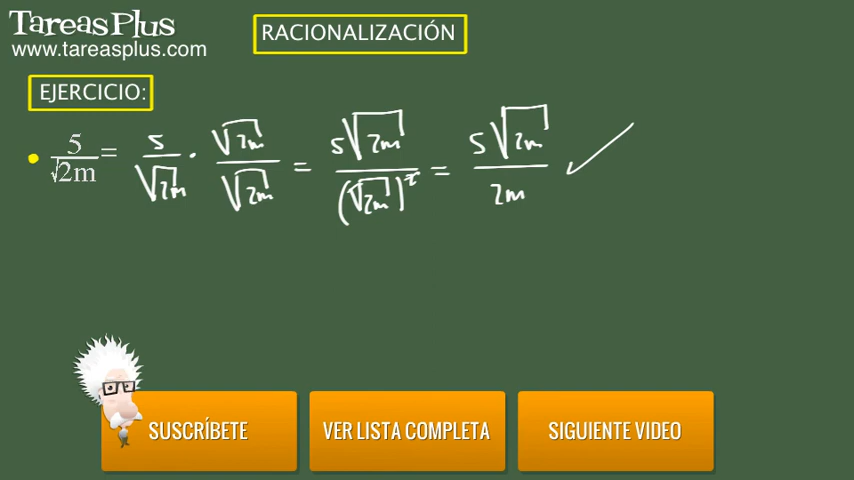 TareasPlus
www.tareasplus.com
RACIONALIZACIÓN
EJERCICIO:
• 5/√2m = 5/√2m · √2m/√2m = 5√2m/(√2m)² = 5√2m/2m ✓
SUSCRÍBETE
VER LISTA COMPLETA
SIGUIENTE VIDEO